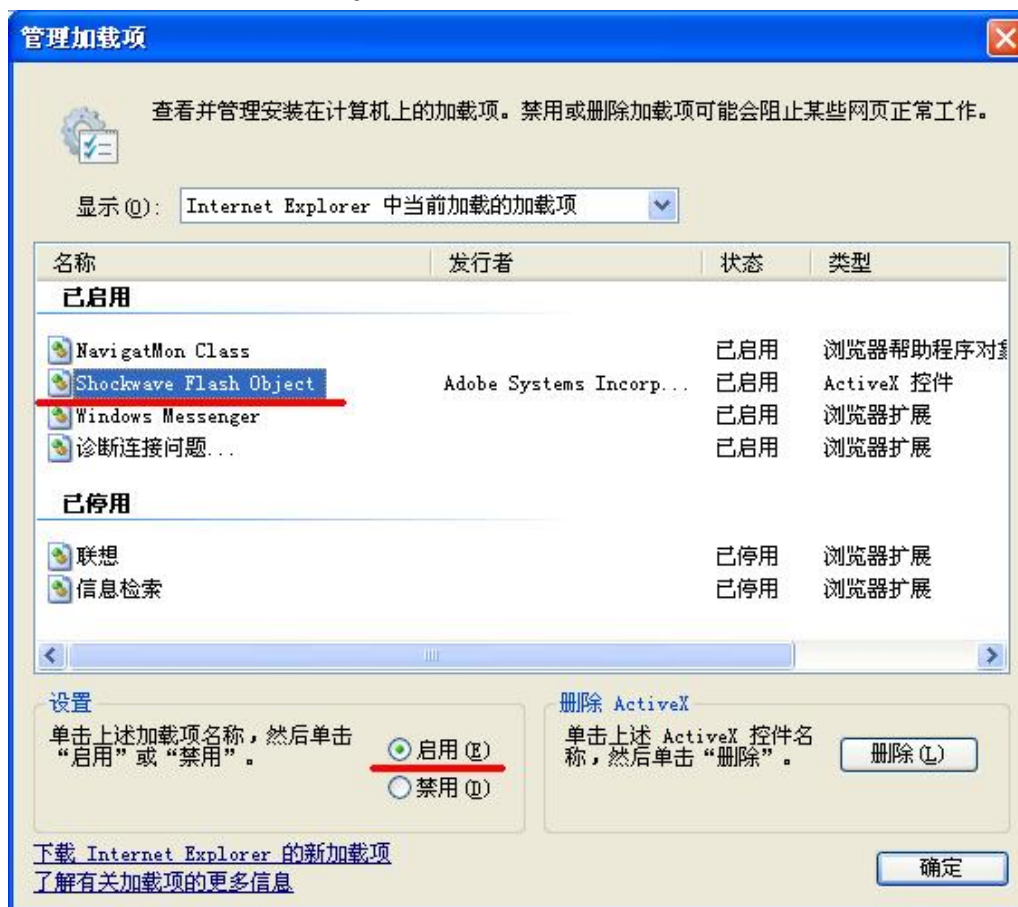 管理加载项
查看并管理安装在计算机上的加载项。禁用或删除加载项可能会阻止某些网页正常工作。
显示(O): Internet Explorer 中当前加载的加载项
名称 发行者 状态 类型
已启用
NavigatMon Class 已启用 浏览器帮助程序对象
Shockwave Flash Object Adobe Systems Incorp... 已启用 ActiveX 控件
Windows Messenger 已启用 浏览器扩展
诊断连接问题... 已启用 浏览器扩展
已停用
联想 已停用 浏览器扩展
信息检索 已停用 浏览器扩展
设置
单击上述加载项名称,然后单击
“启用”或“禁用”。
启用(E)
禁用(D)
删除 ActiveX
单击上述 ActiveX 控件名
称,然后单击“删除”。
删除(L)
下载 Internet Explorer 的新加载项
了解有关加载项的更多信息
确定